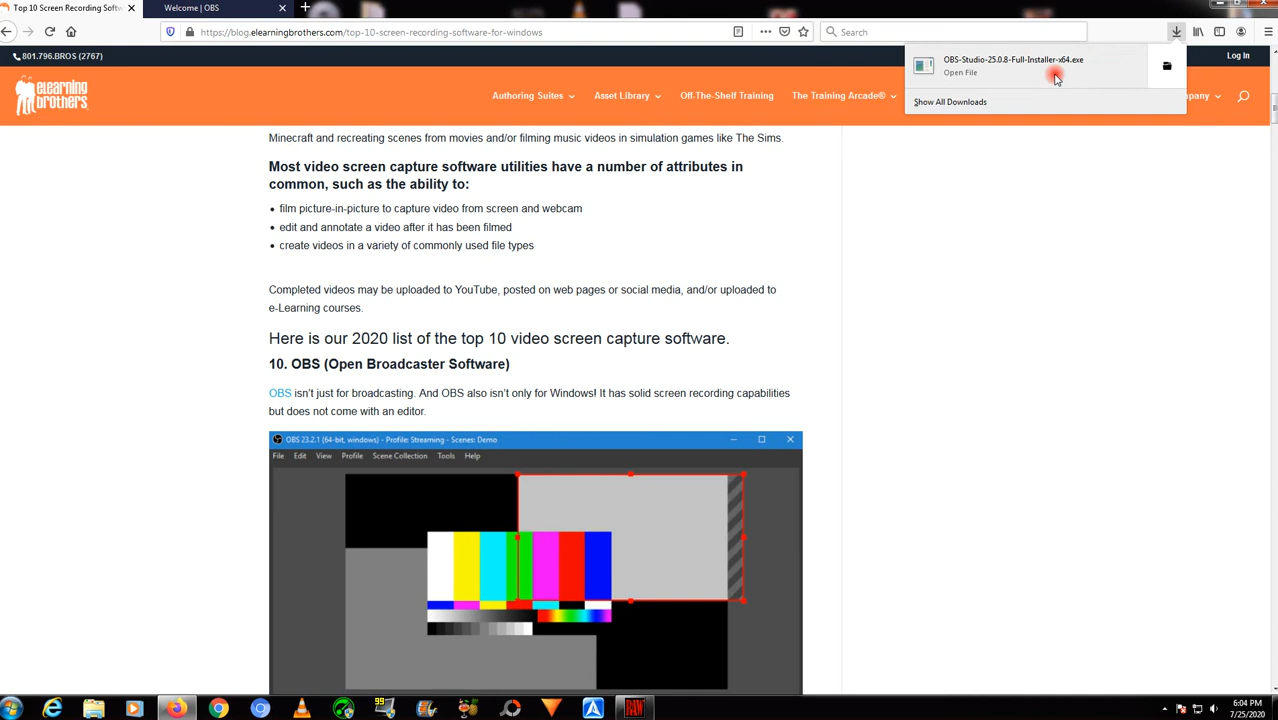 Top 10 Screen Recording Softw
Welcome | OBS
https://blog.elearningbrothers.com/top-10-screen-recording-software-for-windows
Search
801.796.BROS (2767)
Log In
OBS-Studio-25.0.8-Full-Installer-x64.exe
Open File
Show All Downloads
elearning
brothers
Authoring Suites
Asset Library
Off-The-Shelf Training
The Training Arcade®
mpany
Minecraft and recreating scenes from movies and/or filming music videos in simulation games like The Sims.
Most video screen capture software utilities have a number of attributes in
common, such as the ability to:
• film picture-in-picture to capture video from screen and webcam
• edit and annotate a video after it has been filmed
• create videos in a variety of commonly used file types
Completed videos may be uploaded to YouTube, posted on web pages or social media, and/or uploaded to
e-Learning courses.
Here is our 2020 list of the top 10 video screen capture software.
10. OBS (Open Broadcaster Software)
OBS isn't just for broadcasting. And OBS also isn't only for Windows! It has solid screen recording capabilities
but does not come with an editor.
OBS 23.2.1 (64-bit, windows) - Profile: Streaming - Scenes: Demo
File Edit View Profile Scene Collection Tools Help
99
RAW
6:04 PM
7/25/2020